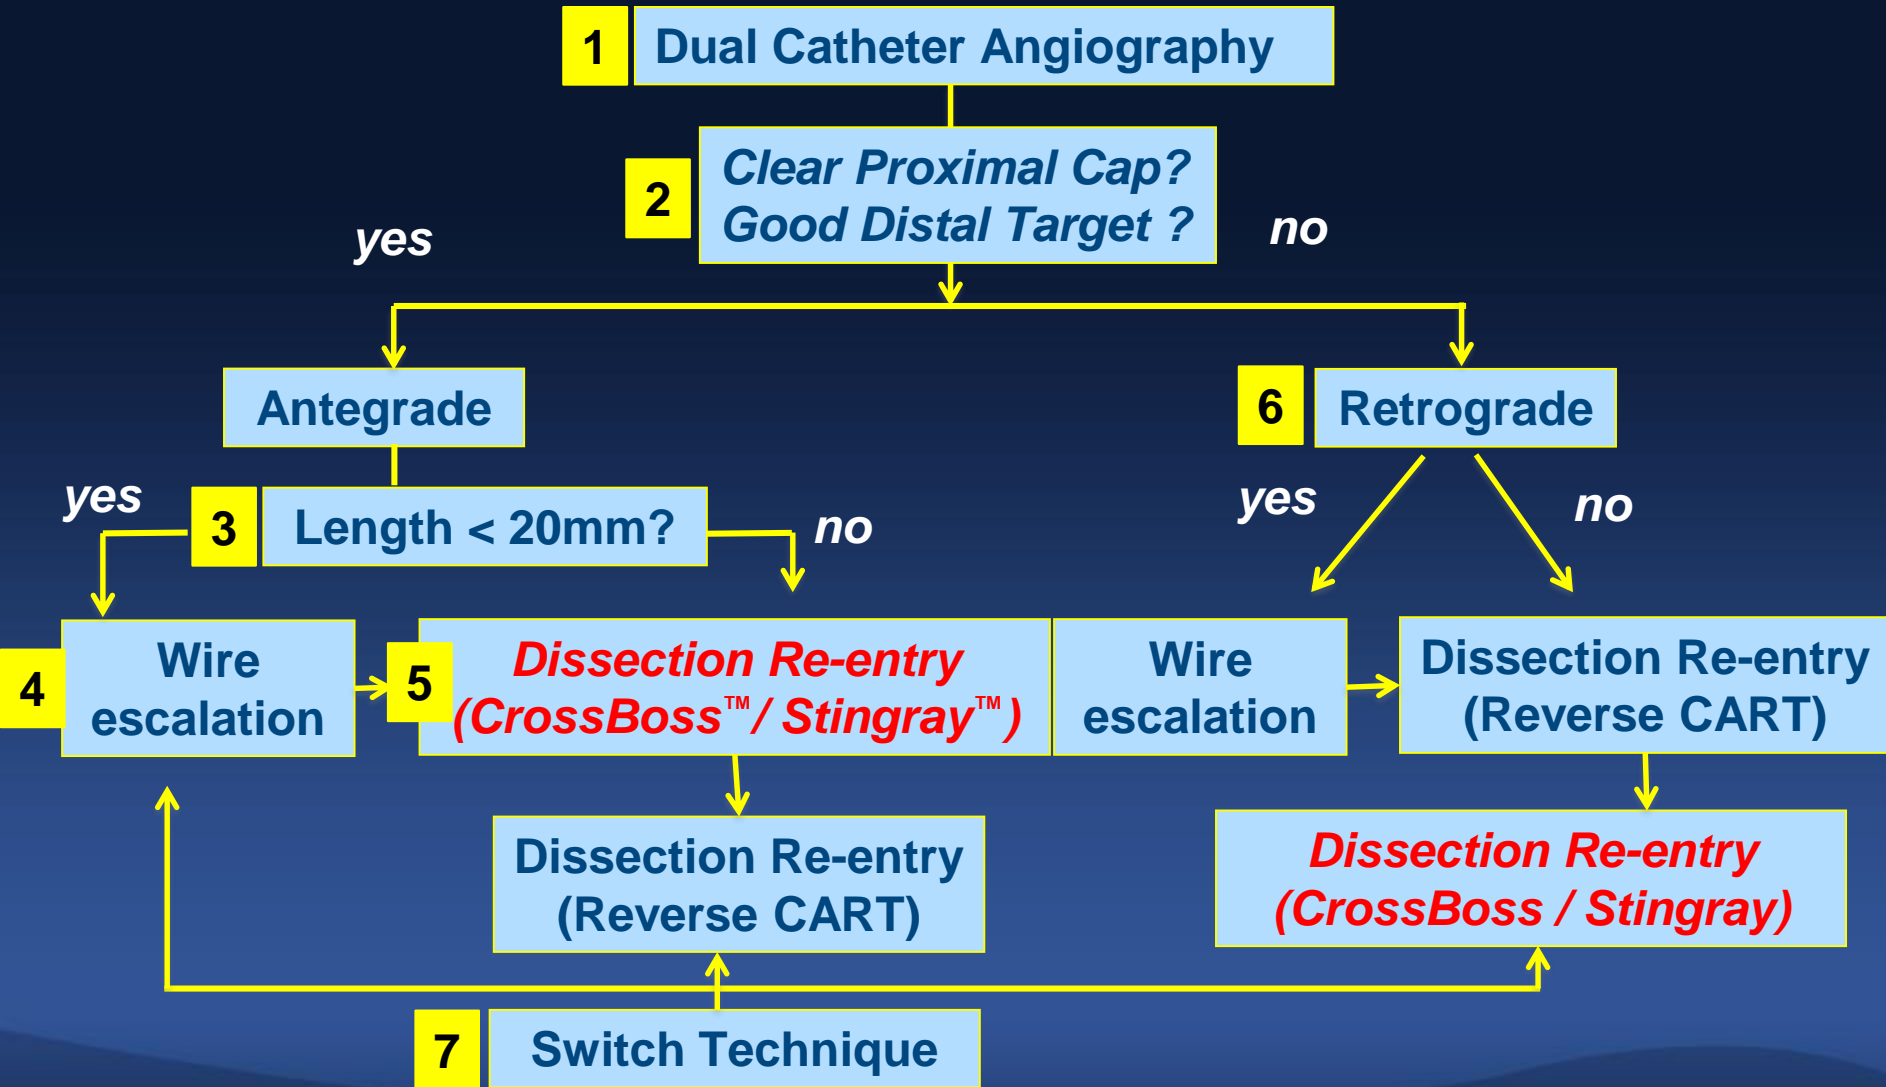 1 Dual Catheter Angiography
2 Clear Proximal Cap?
Good Distal Target ?
yes
no
Antegrade
6 Retrograde
yes
3 Length < 20mm?
no
yes
no
4 Wire
escalation
5 Dissection Re-entry
(CrossBoss™ / Stingray™ )
Wire
escalation
Dissection Re-entry
(Reverse CART)
Dissection Re-entry
(Reverse CART)
Dissection Re-entry
(CrossBoss / Stingray)
7 Switch Technique